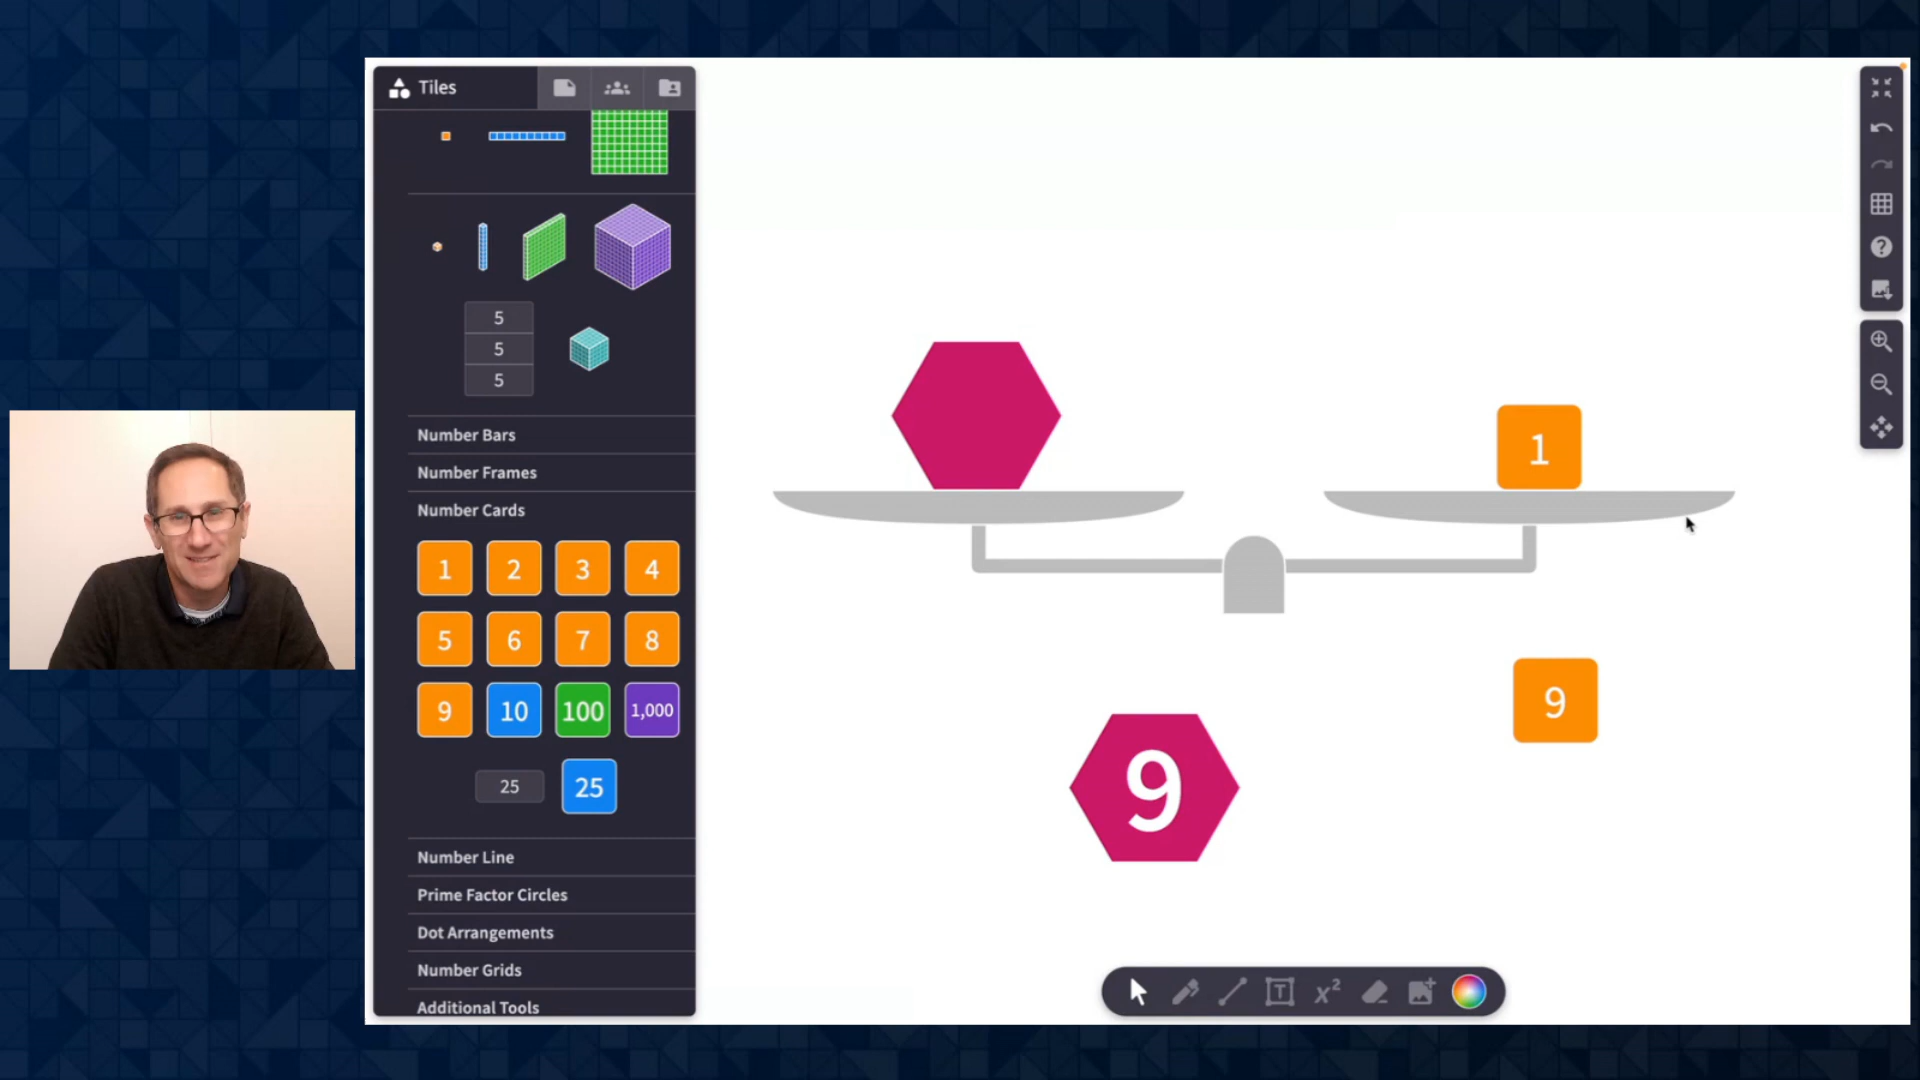 Tiles
5
5
5
Number Bars
Number Frames
Number Cards
1 2 3 4
5 6 7 8
9 10 100 1,000
25 25
Number Line
Prime Factor Circles
Dot Arrangements
Number Grids
Additional Tools
1
9
9
T x²